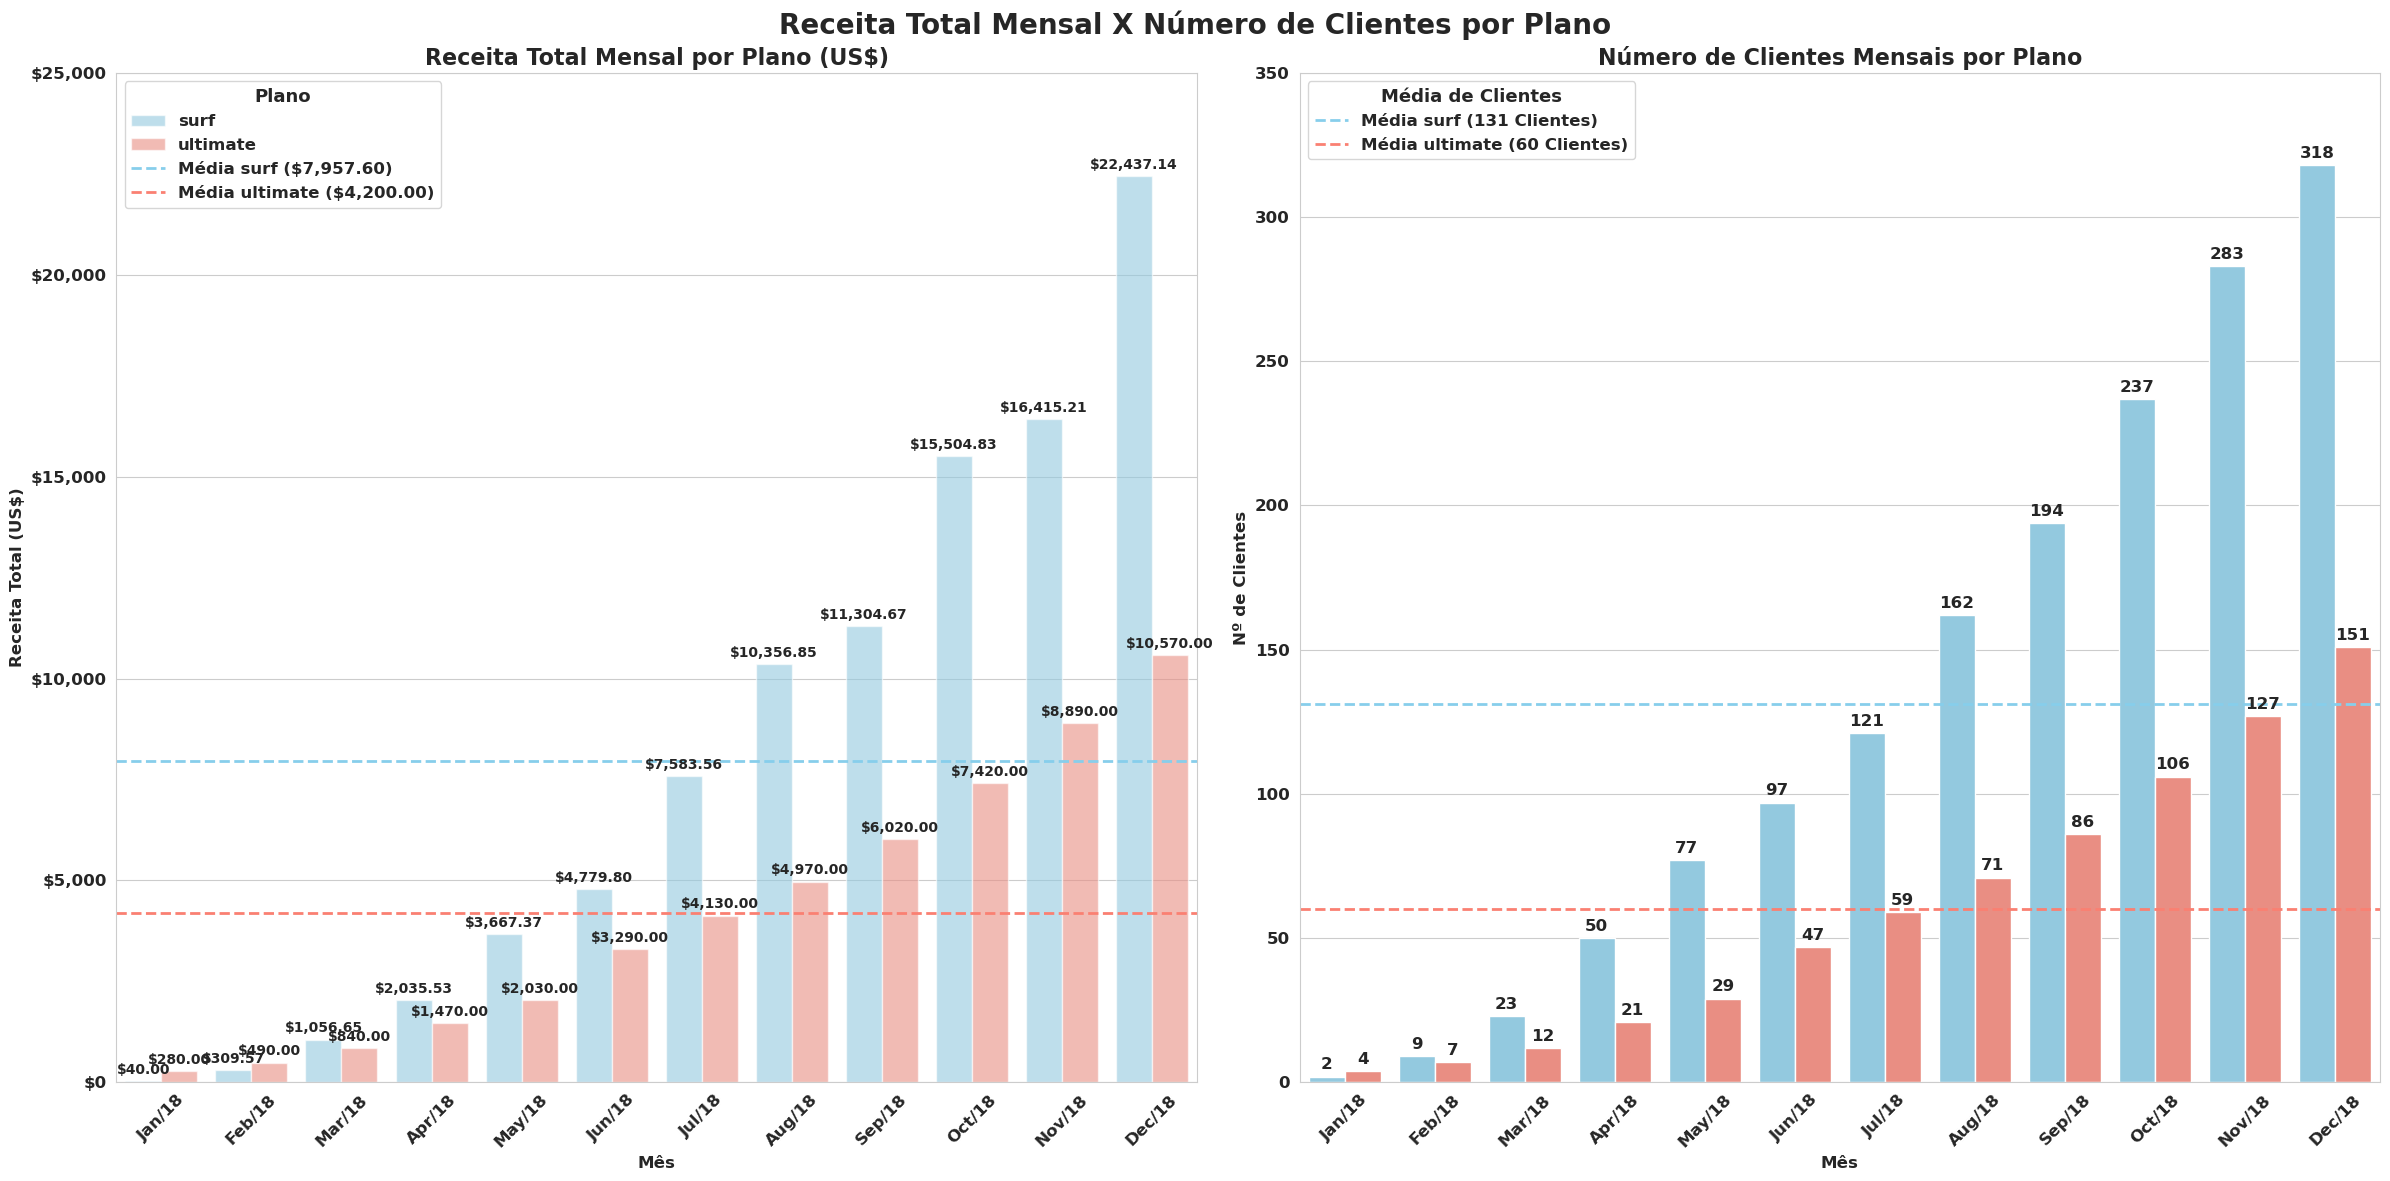 Receita Total Mensal X Número de Clientes por Plano
Receita Total Mensal por Plano (US$)
$25,000
$20,000
$15,000
$10,000
$5,000
$0
Receita Total (US$)
Plano
surf
ultimate
Média surf ($7,957.60)
Média ultimate ($4,200.00)
$40.00
$280.00
$309.57
$490.00
$1,056.65
$840.00
$2,035.53
$1,470.00
$3,667.37
$2,030.00
$4,779.80
$3,290.00
$7,583.56
$4,130.00
$10,356.85
$4,970.00
$11,304.67
$6,020.00
$15,504.83
$7,420.00
$16,415.21
$8,890.00
$22,437.14
$10,570.00
Jan/18
Feb/18
Mar/18
Apr/18
May/18
Jun/18
Jul/18
Aug/18
Sep/18
Oct/18
Nov/18
Dec/18
Mês
Número de Clientes Mensais por Plano
350
300
250
200
150
100
50
0
Nº de Clientes
Média de Clientes
Média surf (131 Clientes)
Média ultimate (60 Clientes)
2
4
9
7
23
12
50
21
77
29
97
47
121
59
162
71
194
86
237
106
283
127
318
151
Jan/18
Feb/18
Mar/18
Apr/18
May/18
Jun/18
Jul/18
Aug/18
Sep/18
Oct/18
Nov/18
Dec/18
Mês